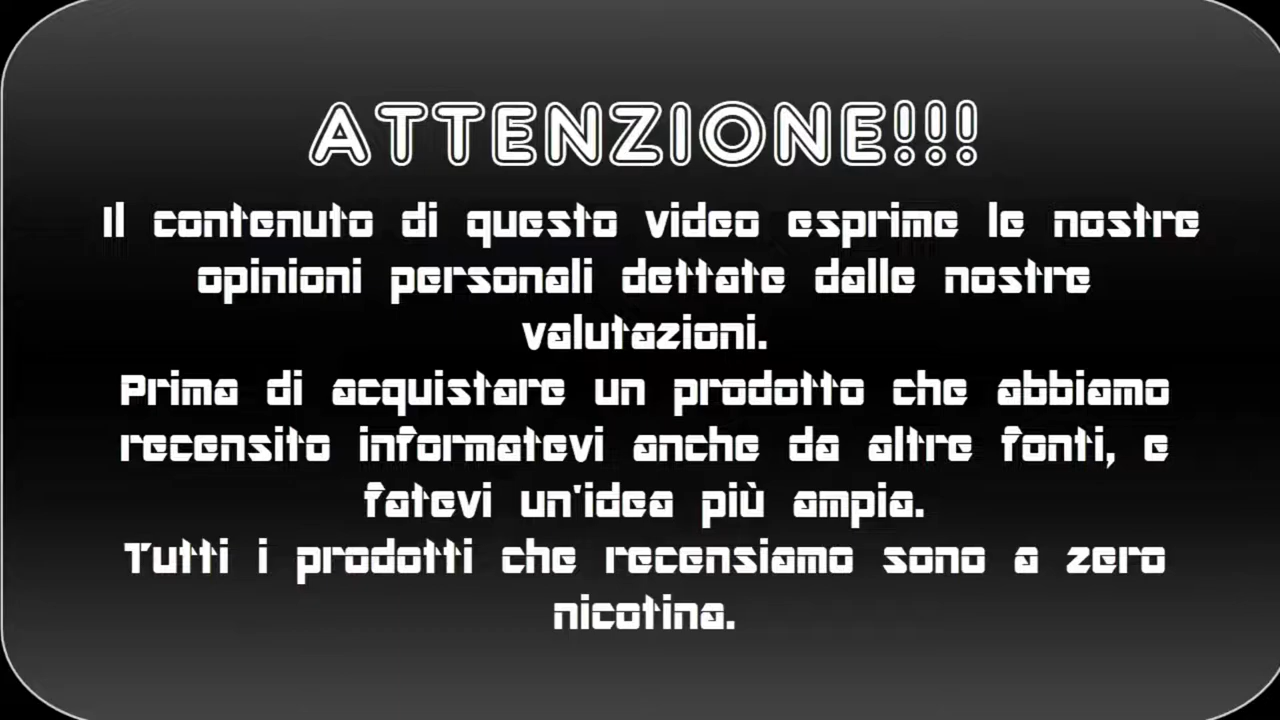 ATTENZIONE!!!
Il contenuto di questo video esprime le nostre
opinioni personali dettate dalle nostre
valutazioni.
Prima di acquistare un prodotto che abbiamo
recensito informatevi anche da altre fonti, e
fatevi un'idea più ampia.
Tutti i prodotti che recensiamo sono a zero
nicotina.